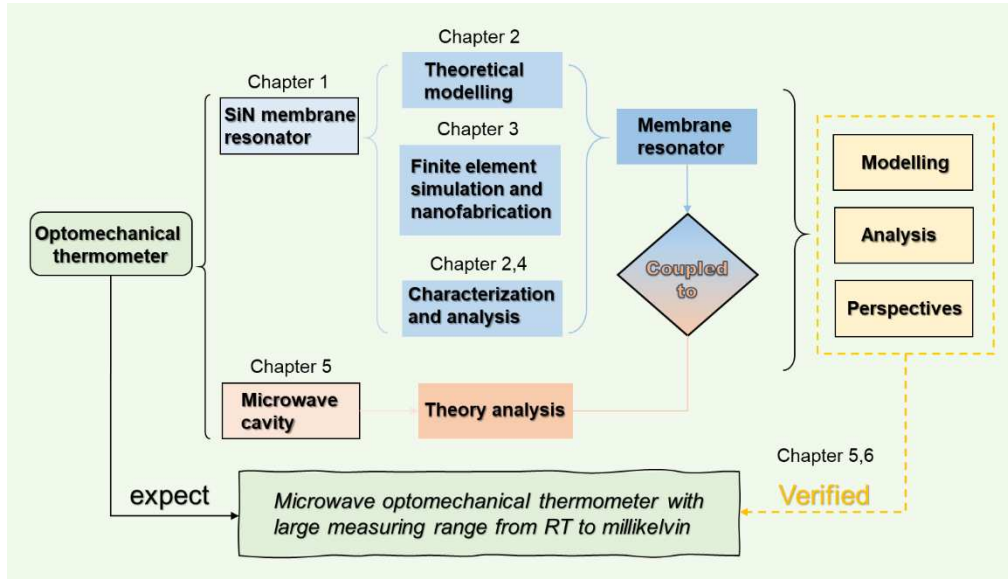 Chapter 2
Theoretical
modelling
Chapter 1
SiN membrane
resonator
Chapter 3
Finite element
simulation and
nanofabrication
Membrane
resonator
Modelling
Optomechanical
thermometer
Analysis
Coupled
to
Chapter 2,4
Characterization
and analysis
Perspectives
Chapter 5
Microwave
cavity
Theory analysis
Chapter 5,6
expect
Verified
Microwave optomechanical thermometer with
large measuring range from RT to millikelvin